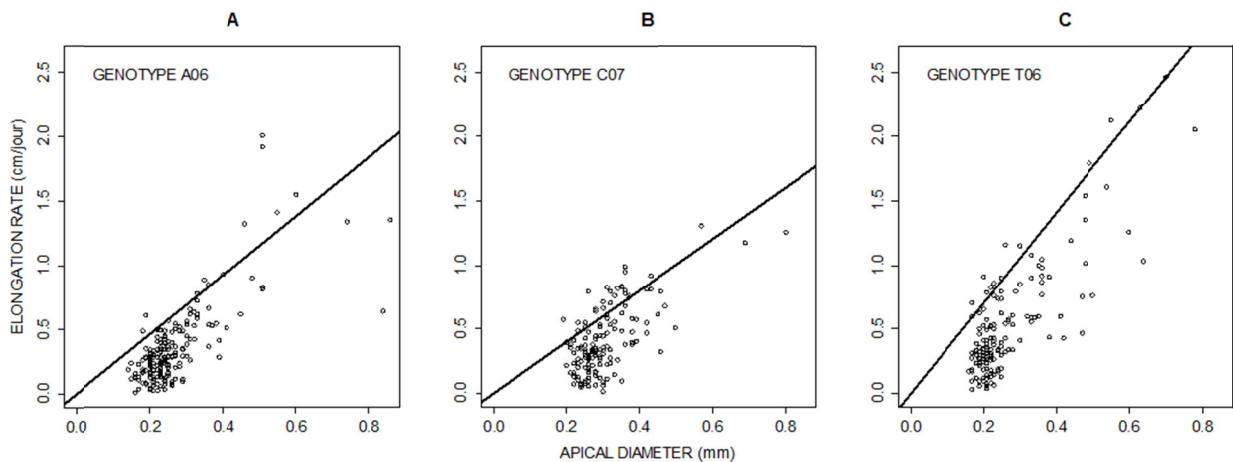 A B C
GENOTYPE A06 GENOTYPE C07 GENOTYPE T06
ELONGATION RATE (cm/jour)
2.5 2.5 2.5
2.0 2.0 2.0
1.5 1.5 1.5
1.0 1.0 1.0
0.5 0.5 0.5
0.0 0.0 0.0
0.0 0.2 0.4 0.6 0.8 0.0 0.2 0.4 0.6 0.8 0.0 0.2 0.4 0.6 0.8
APICAL DIAMETER (mm)